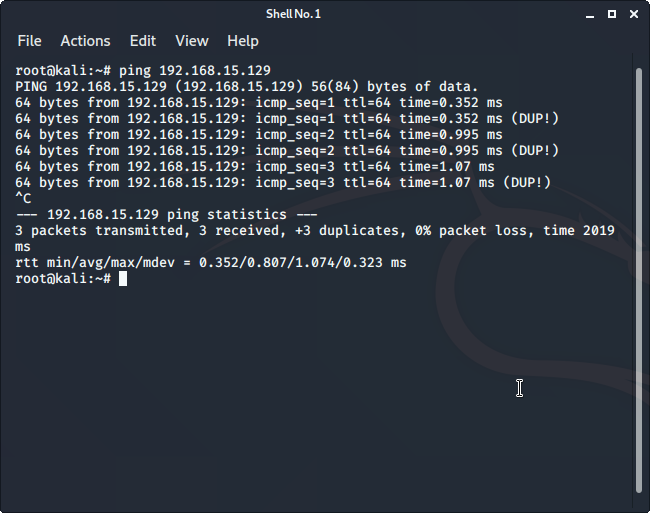 Shell No. 1
File Actions Edit View Help
root@kali:~# ping 192.168.15.129
PING 192.168.15.129 (192.168.15.129) 56(84) bytes of data.
64 bytes from 192.168.15.129: icmp_seq=1 ttl=64 time=0.352 ms
64 bytes from 192.168.15.129: icmp_seq=1 ttl=64 time=0.352 ms (DUP!)
64 bytes from 192.168.15.129: icmp_seq=2 ttl=64 time=0.995 ms
64 bytes from 192.168.15.129: icmp_seq=2 ttl=64 time=0.995 ms (DUP!)
64 bytes from 192.168.15.129: icmp_seq=3 ttl=64 time=1.07 ms
64 bytes from 192.168.15.129: icmp_seq=3 ttl=64 time=1.07 ms (DUP!)
^C
--- 192.168.15.129 ping statistics ---
3 packets transmitted, 3 received, +3 duplicates, 0% packet loss, time 2019
ms
rtt min/avg/max/mdev = 0.352/0.807/1.074/0.323 ms
root@kali:~#